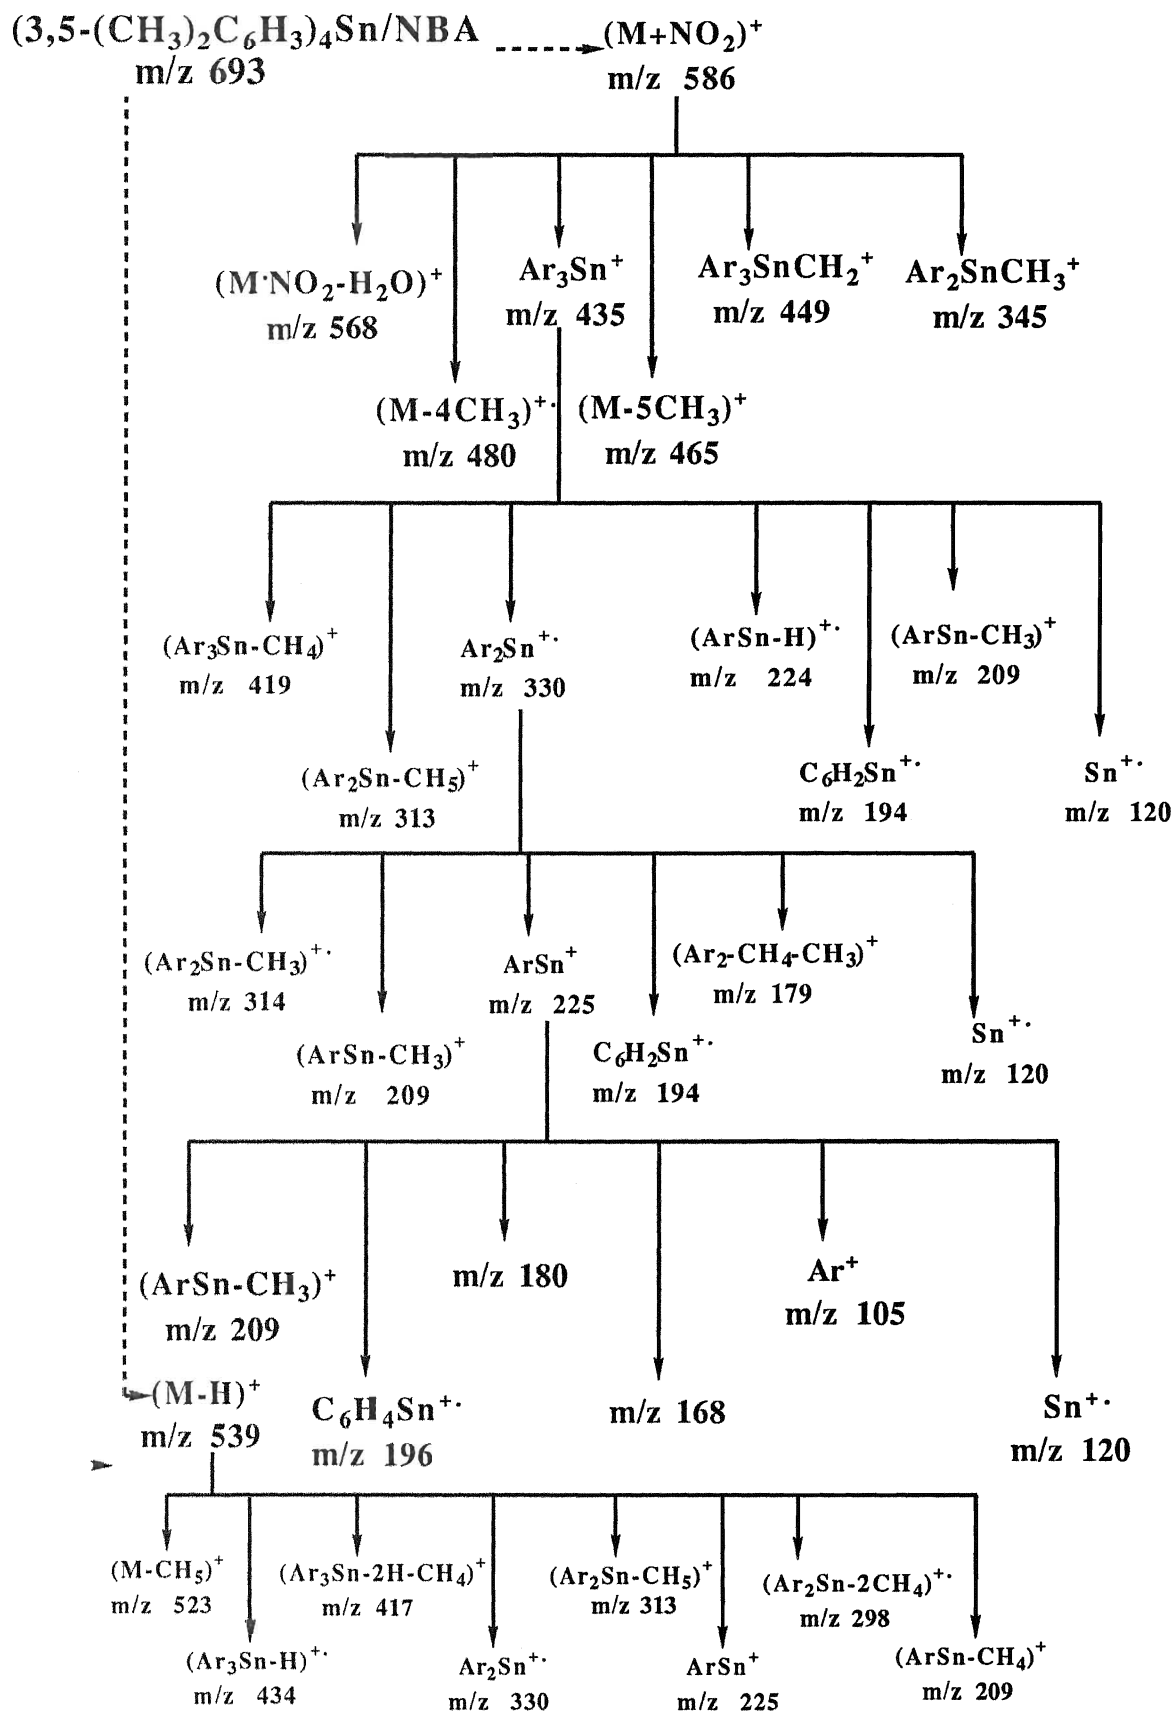 (3,5-(CH3)2C6H3)4Sn/NBA
m/z 693
(M+NO2)+
m/z 586
(M·NO2-H2O)+
m/z 568
Ar3Sn+
m/z 435
Ar3SnCH2+
m/z 449
Ar2SnCH3+
m/z 345
(M-4CH3)+·
m/z 480
(M-5CH3)+
m/z 465
(Ar3Sn-CH4)+
m/z 419
Ar2Sn+·
m/z 330
(ArSn-H)+·
m/z 224
(ArSn-CH3)+
m/z 209
(Ar2Sn-CH5)+
m/z 313
C6H2Sn+·
m/z 194
Sn+·
m/z 120
(Ar2Sn-CH3)+·
m/z 314
ArSn+
m/z 225
(Ar2-CH4-CH3)+
m/z 179
(ArSn-CH3)+
m/z 209
C6H2Sn+·
m/z 194
Sn+·
m/z 120
(ArSn-CH3)+
m/z 209
m/z 180
Ar+
m/z 105
(M-H)+
m/z 539
C6H4Sn+·
m/z 196
m/z 168
Sn+·
m/z 120
(M-CH5)+
m/z 523
(Ar3Sn-2H-CH4)+
m/z 417
(Ar2Sn-CH5)+
m/z 313
(Ar2Sn-2CH4)+·
m/z 298
(Ar3Sn-H)+·
m/z 434
Ar2Sn+·
m/z 330
ArSn+
m/z 225
(ArSn-CH4)+
m/z 209